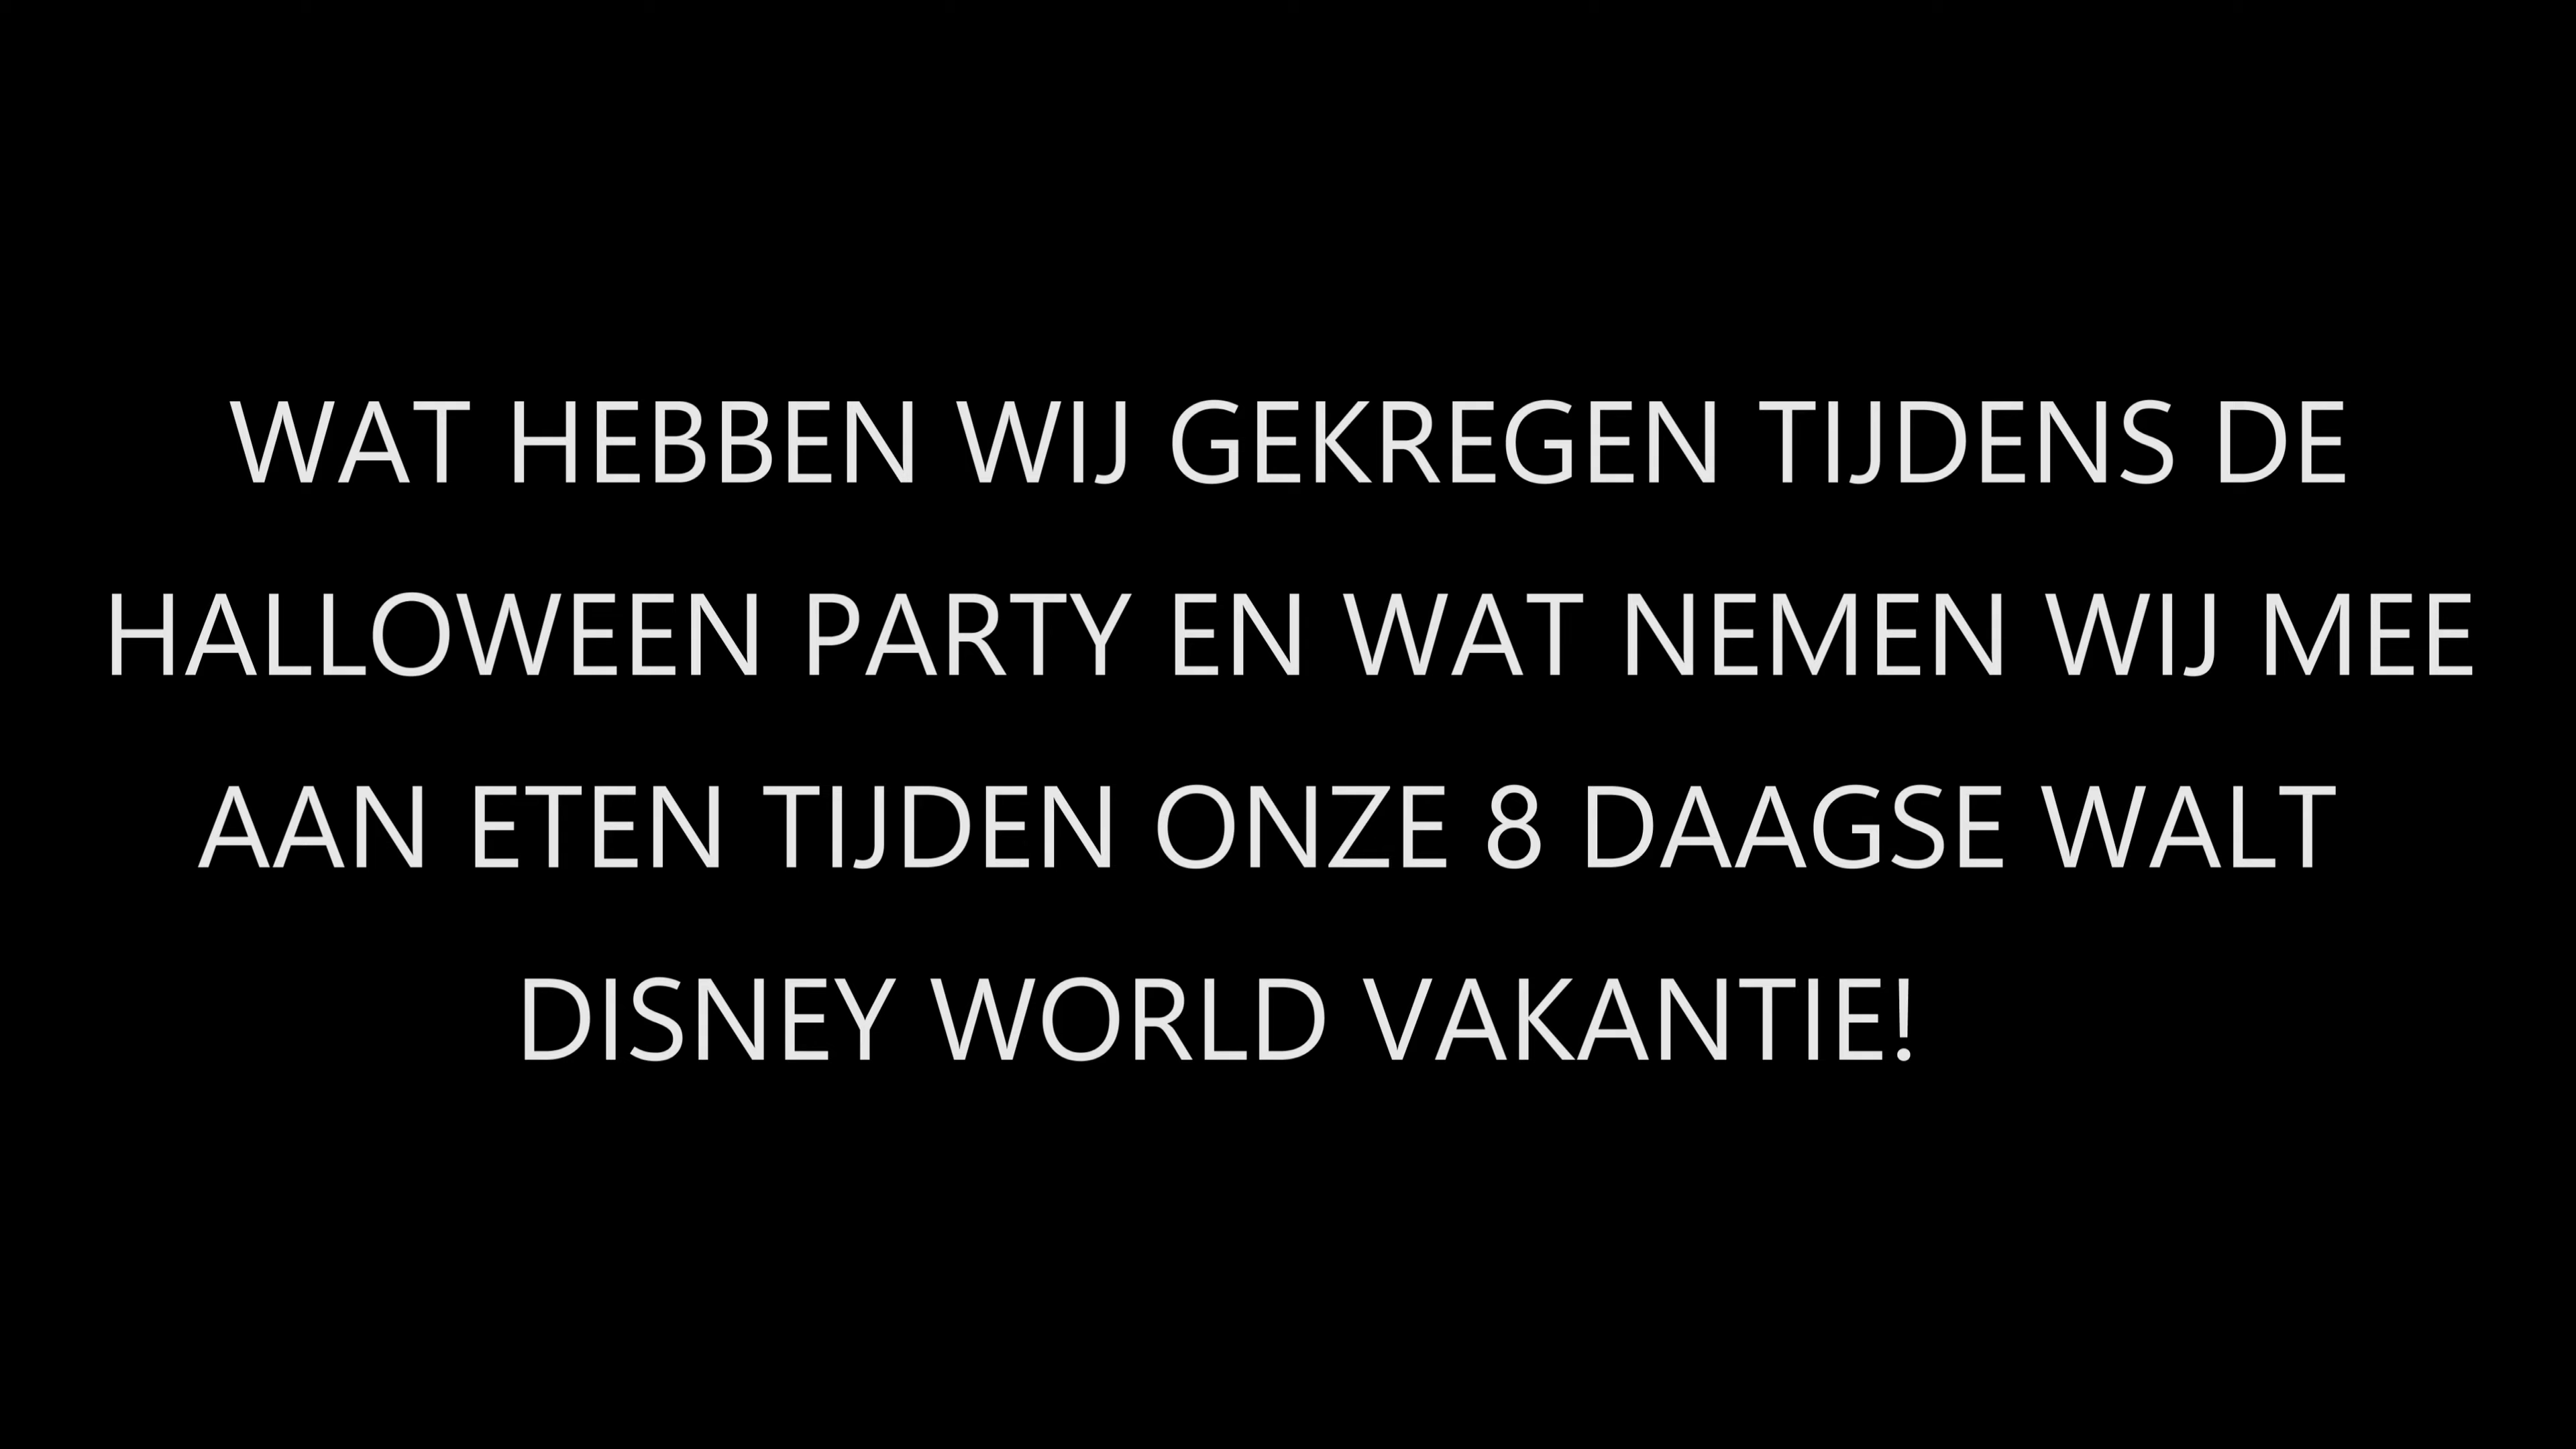 WAT HEBBEN WIJ GEKREGEN TIJDENS DE
HALLOWEEN PARTY EN WAT NEMEN WIJ MEE
AAN ETEN TIJDEN ONZE 8 DAAGSE WALT
DISNEY WORLD VAKANTIE!